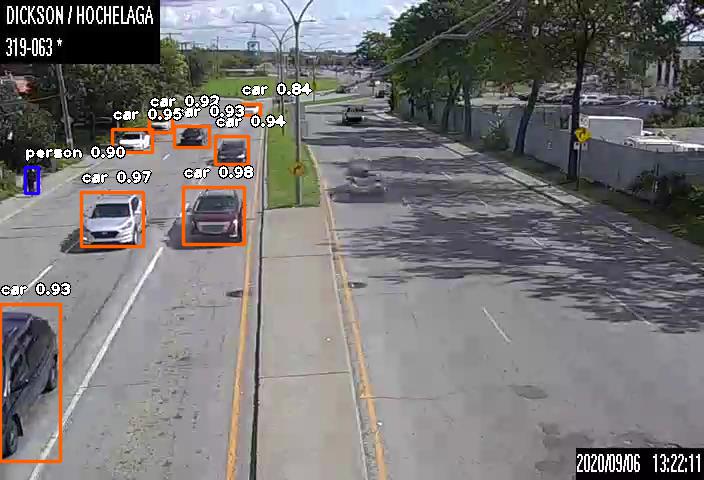 DICKSON / HOCHELAGA
319-063 *
car 0.84
car 0.92
car 0.93
car 0.95
car 0.94
person 0.90
car 0.97
car 0.98
car 0.93
2020/09/06 13:22:11